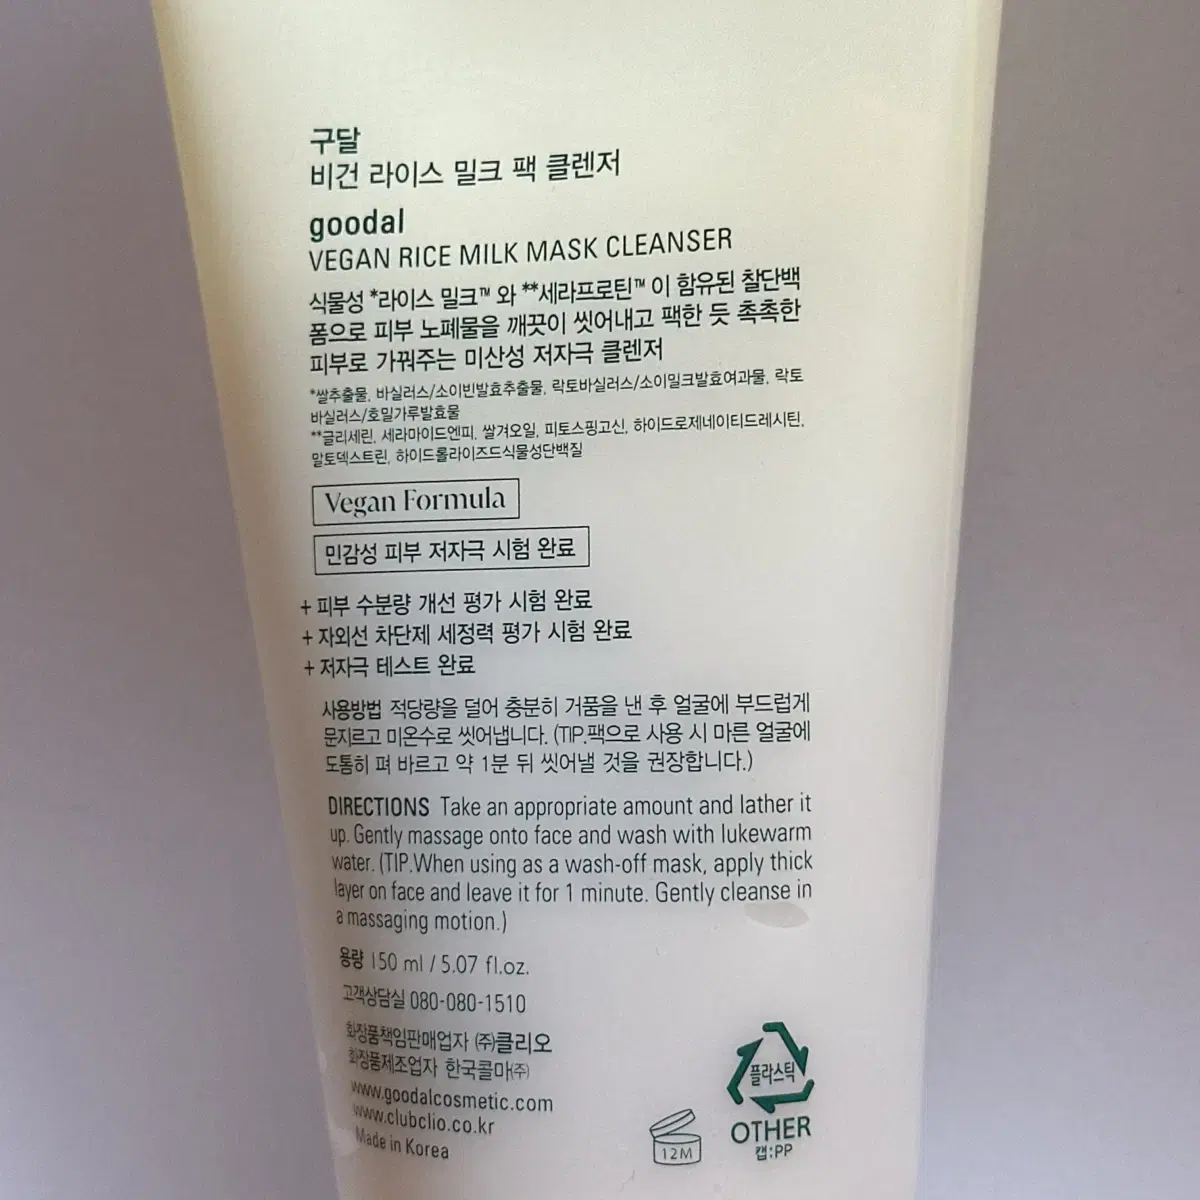 구달
비건 라이스 밀크 팩 클렌저
goodal
VEGAN RICE MILK MASK CLEANSER
식물성 *라이스 밀크™ 와 **세라프로틴™ 이 함유된 찰단백
폼으로 피부 노폐물을 깨끗이 씻어내고 팩한 듯 촉촉한
피부로 가꿔주는 미산성 저자극 클렌저
*쌀추출물, 바실러스/소이빈발효추출물, 락토바실러스/소이밀크발효여과물, 락토
바실러스/호밀가루발효물
**글리세린, 세라마이드엔피, 쌀겨오일, 피토스핑고신, 하이드로제네이티드레시틴,
말토덱스트린, 하이드롤라이즈드식물성단백질
Vegan Formula
민감성 피부 저자극 시험 완료
+ 피부 수분량 개선 평가 시험 완료
+ 자외선 차단제 세정력 평가 시험 완료
+ 저자극 테스트 완료
사용방법 적당량을 덜어 충분히 거품을 낸 후 얼굴에 부드럽게
문지르고 미온수로 씻어냅니다. (TIP.팩으로 사용 시 마른 얼굴에
도톰히 펴 바르고 약 1분 뒤 씻어낼 것을 권장합니다.)
DIRECTIONS Take an appropriate amount and lather it
up. Gently massage onto face and wash with lukewarm
water. (TIP.When using as a wash-off mask, apply thick
layer on face and leave it for 1 minute. Gently cleanse in
a massaging motion.)
용량 150 ml / 5.07 fl.oz.
고객상담실 080-080-1510
화장품책임판매업자 (주)클리오
화장품제조업자 한국콜마(주)
www.goodalcosmetic.com
www.clubclio.co.kr
Made in Korea
12M
플라스틱
OTHER
캡:PP